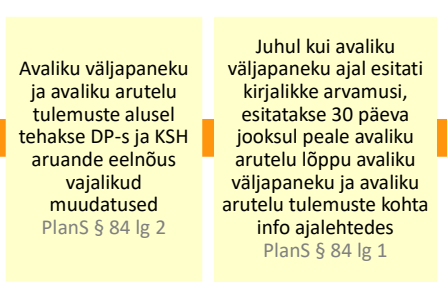 Avaliku väljapaneku
ja avaliku arutelu
tulemuste alusel
tehakse DP-s ja KSH
aruande eelnõus
vajalikud
muudatused
PlanS § 84 lg 2
Juhul kui avaliku
väljapaneku ajal esitati
kirjalikke arvamusi,
esitatakse 30 päeva
jooksul peale avaliku
arutelu lõppu avaliku
väljapaneku ja avaliku
arutelu tulemuste kohta
info ajalehtedes
PlanS § 84 lg 1